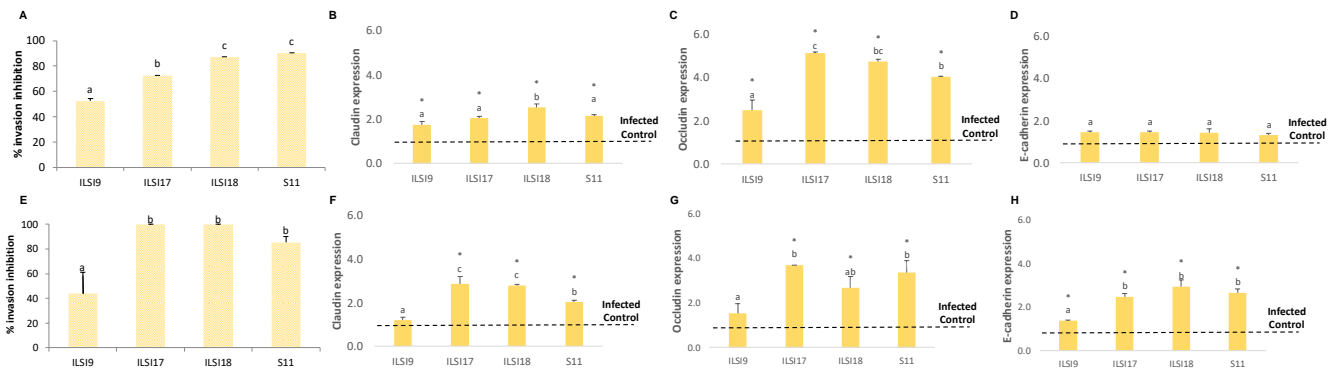 A
% invasion inhibition
100
80
60
40
20
0
a
b
c
c
ILSI9
ILSI17
ILSI18
S11
B
Claudin expression
6.0
4.0
2.0
0.0
*
a
*
a
*
b
*
a
Infected
Control
ILSI9
ILSI17
ILSI18
S11
C
Occludin expression
6.0
4.0
2.0
0.0
*
a
*
c
*
bc
*
b
Infected
Control
ILSI9
ILSI17
ILSI18
S11
D
E-cadherin expression
6.0
4.0
2.0
0.0
a
a
a
a
Infected
Control
ILSI9
ILSI17
ILSI18
S11
E
% invasion inhibition
100
80
60
40
20
0
a
b
b
b
ILSI9
ILSI17
ILSI18
S11
F
Claudin expression
6.0
4.0
2.0
0.0
a
*
c
*
c
*
b
Infected
Control
ILSI9
ILSI17
ILSI18
S11
G
Occludin expression
6.0
4.0
2.0
0.0
a
*
b
*
ab
*
b
Infected
Control
ILSI9
ILSI17
ILSI18
S11
H
E-cadherin expression
6.0
4.0
2.0
0.0
*
a
*
b
*
b
*
b
Infected
Control
ILSI9
ILSI17
ILSI18
S11